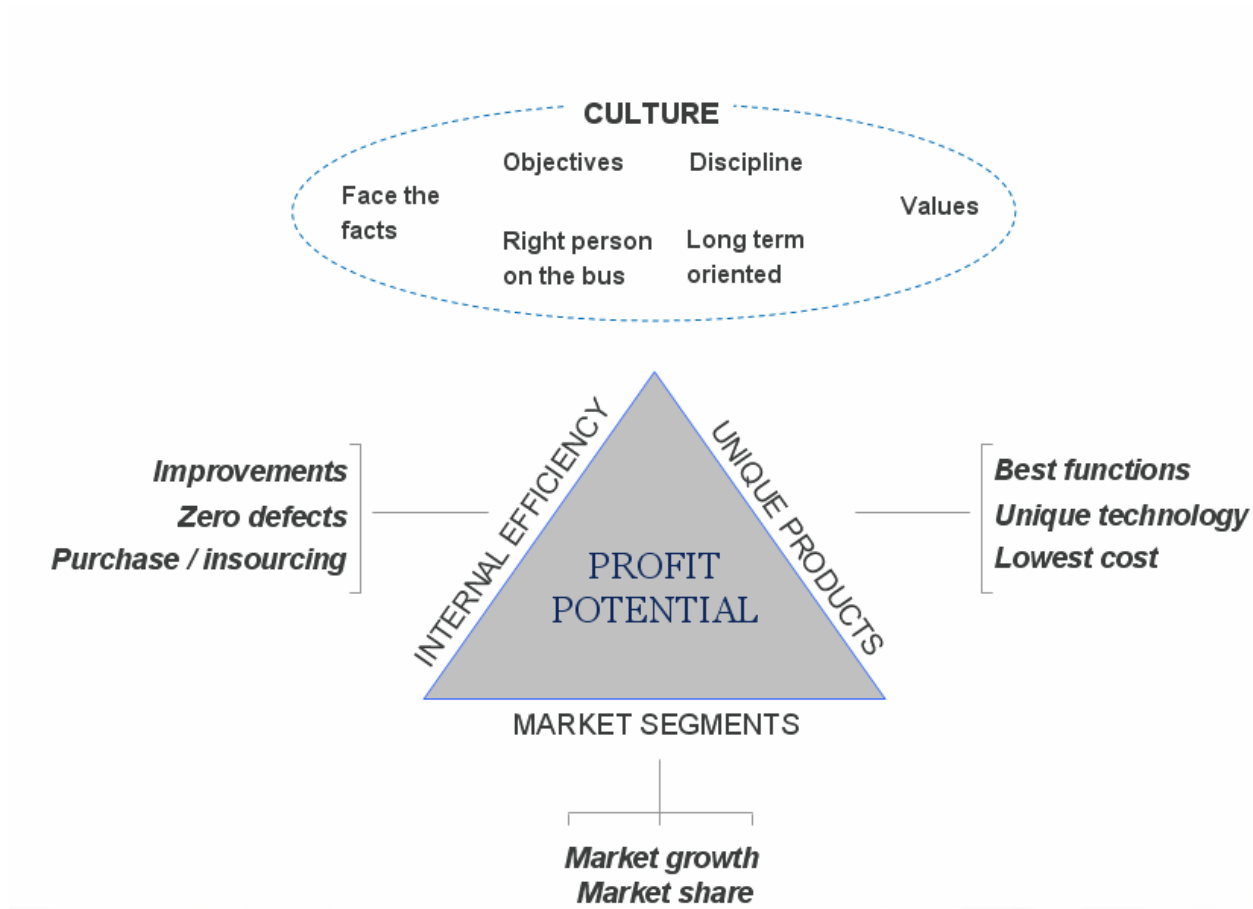 CULTURE
Objectives
Discipline
Face the
facts
Values
Right person
on the bus
Long term
oriented
INTERNAL EFFICIENCY
UNIQUE PRODUCTS
Improvements
Zero defects
Purchase / insourcing
Best functions
Unique technology
Lowest cost
PROFIT
POTENTIAL
MARKET SEGMENTS
Market growth
Market share